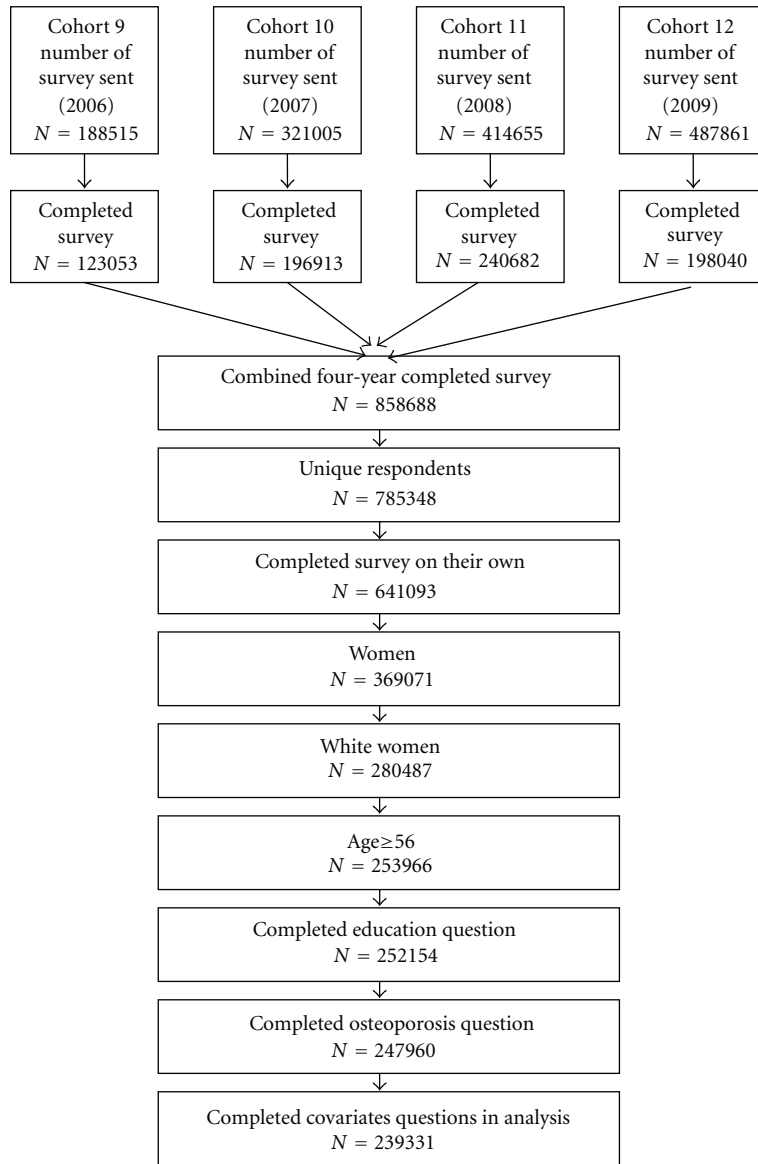 Cohort 9
number of
survey sent
(2006)
N = 188515
Cohort 10
number of
survey sent
(2007)
N = 321005
Cohort 11
number of
survey sent
(2008)
N = 414655
Cohort 12
number of
survey sent
(2009)
N = 487861
Completed
survey
N = 123053
Completed
survey
N = 196913
Completed
survey
N = 240682
Completed
survey
N = 198040
Combined four-year completed survey
N = 858688
Unique respondents
N = 785348
Completed survey on their own
N = 641093
Women
N = 369071
White women
N = 280487
Age≥56
N = 253966
Completed education question
N = 252154
Completed osteoporosis question
N = 247960
Completed covariates questions in analysis
N = 239331